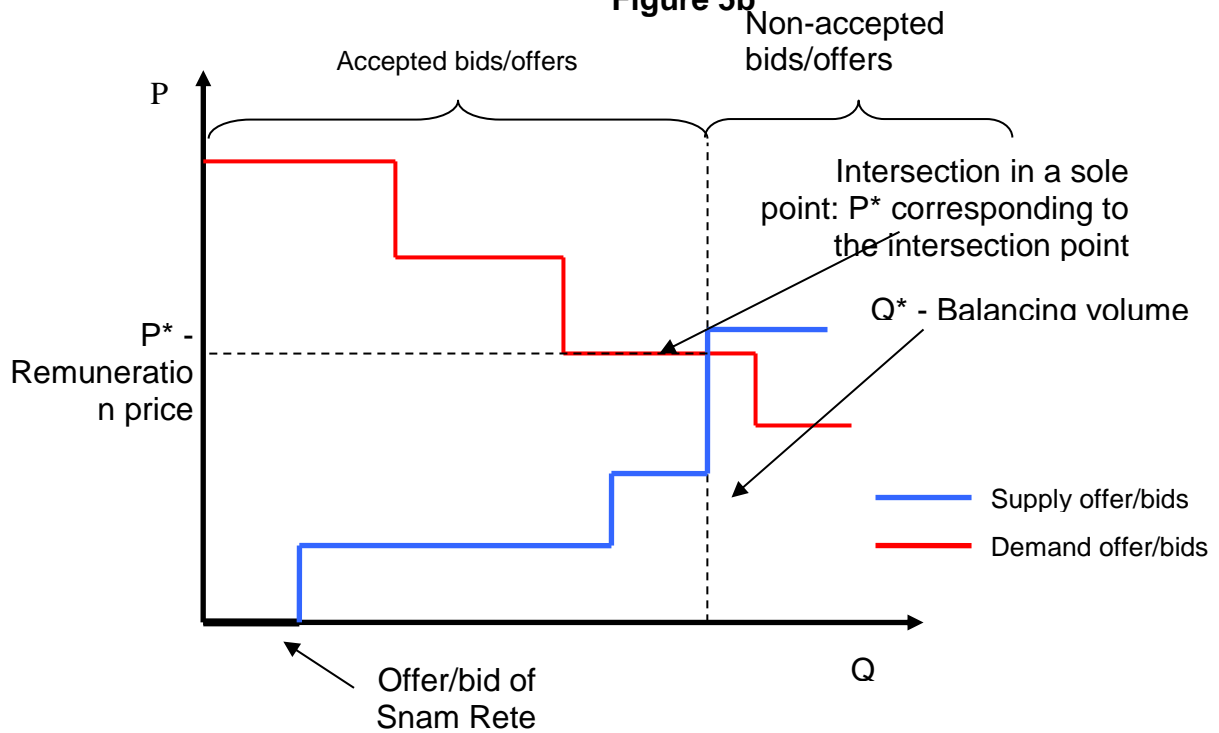 Figure 5b
Non-accepted
bids/offers
Accepted bids/offers
P
Intersection in a sole
point: P* corresponding to
the intersection point
Q* - Balancing volume
P* -
Remuneratio
n price
Supply offer/bids
Demand offer/bids
Q
Offer/bid of
Snam Rete